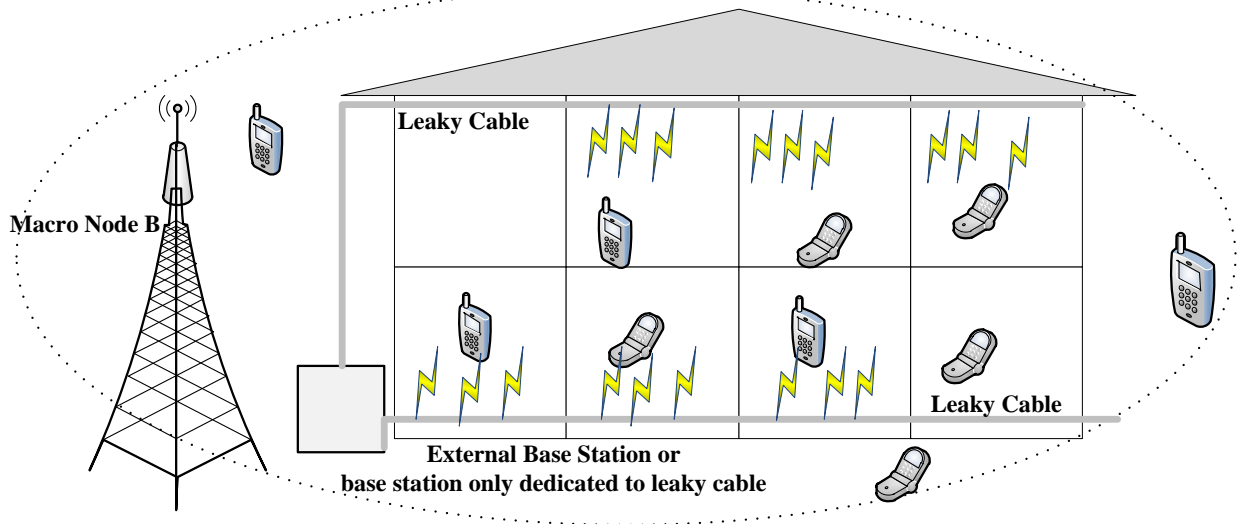 Leaky Cable
Macro Node B
Leaky Cable
External Base Station or
base station only dedicated to leaky cable